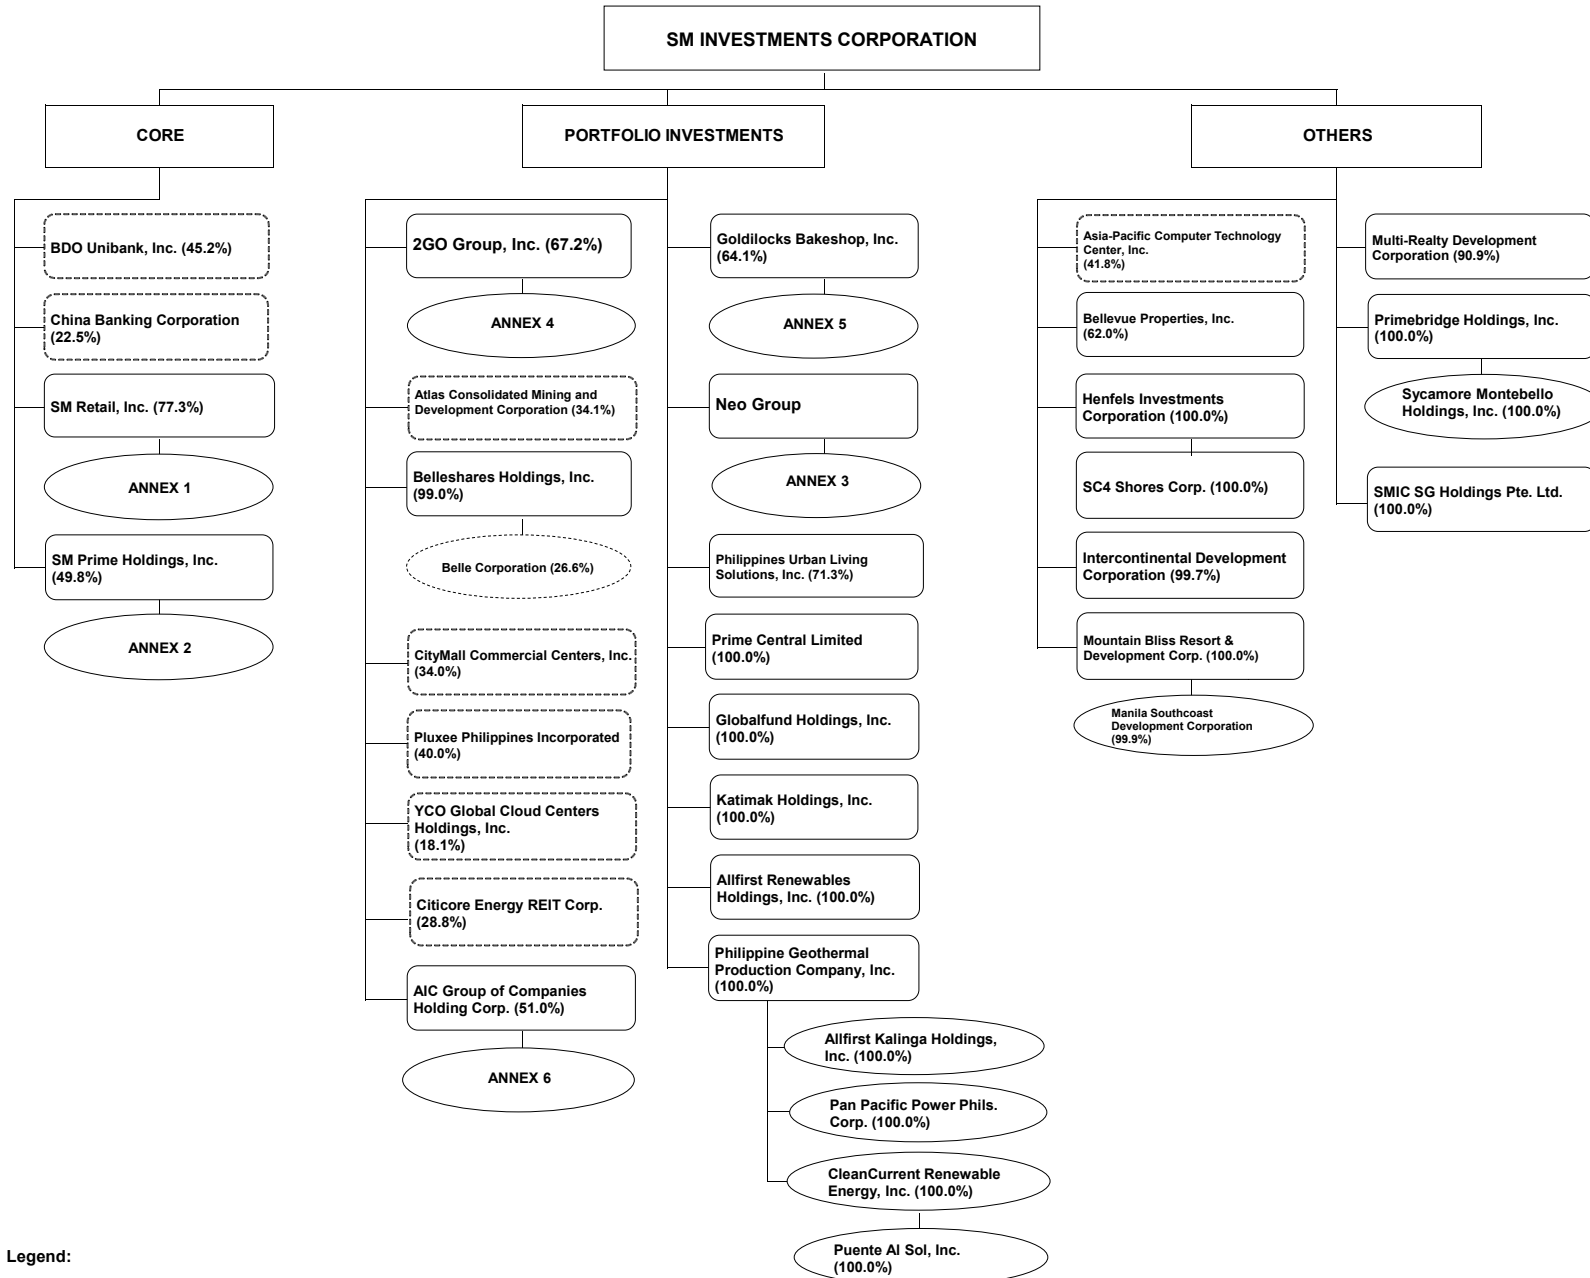 SM INVESTMENTS CORPORATION
CORE
PORTFOLIO INVESTMENTS
OTHERS
BDO Unibank, Inc. (45.2%)
China Banking Corporation
(22.5%)
SM Retail, Inc. (77.3%)
ANNEX 1
SM Prime Holdings, Inc.
(49.8%)
ANNEX 2
2GO Group, Inc. (67.2%)
ANNEX 4
Atlas Consolidated Mining and
Development Corporation (34.1%)
Belleshares Holdings, Inc.
(99.0%)
Belle Corporation (26.6%)
CityMall Commercial Centers, Inc.
(34.0%)
Pluxee Philippines Incorporated
(40.0%)
YCO Global Cloud Centers
Holdings, Inc.
(18.1%)
Citicore Energy REIT Corp.
(28.8%)
AIC Group of Companies
Holding Corp. (51.0%)
ANNEX 6
Goldilocks Bakeshop, Inc.
(64.1%)
ANNEX 5
Neo Group
ANNEX 3
Philippines Urban Living
Solutions, Inc. (71.3%)
Prime Central Limited
(100.0%)
Globalfund Holdings, Inc.
(100.0%)
Katimak Holdings, Inc.
(100.0%)
Allfirst Renewables
Holdings, Inc. (100.0%)
Philippine Geothermal
Production Company, Inc.
(100.0%)
Allfirst Kalinga Holdings,
Inc. (100.0%)
Pan Pacific Power Phils.
Corp. (100.0%)
CleanCurrent Renewable
Energy, Inc. (100.0%)
Puente Al Sol, Inc.
(100.0%)
Asia-Pacific Computer Technology
Center, Inc.
(41.8%)
Bellevue Properties, Inc.
(62.0%)
Henfels Investments
Corporation (100.0%)
SC4 Shores Corp. (100.0%)
Intercontinental Development
Corporation (99.7%)
Mountain Bliss Resort &
Development Corp. (100.0%)
Manila Southcoast
Development Corporation
(99.9%)
Multi-Realty Development
Corporation (90.9%)
Primebridge Holdings, Inc.
(100.0%)
Sycamore Montebello
Holdings, Inc. (100.0%)
SMIC SG Holdings Pte. Ltd.
(100.0%)
Legend: